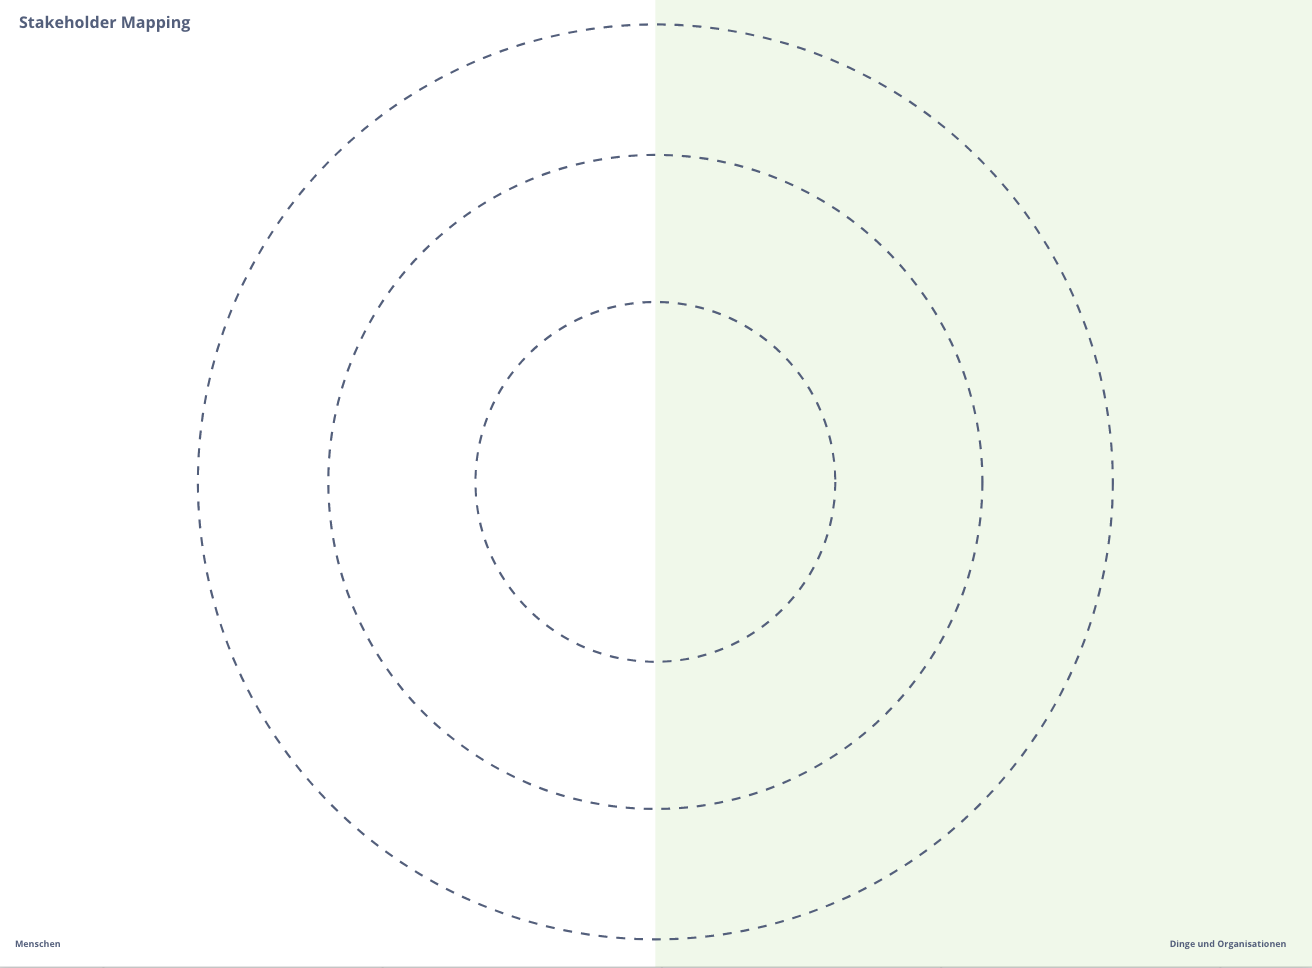 Stakeholder Mapping
Menschen
Dinge und Organisationen